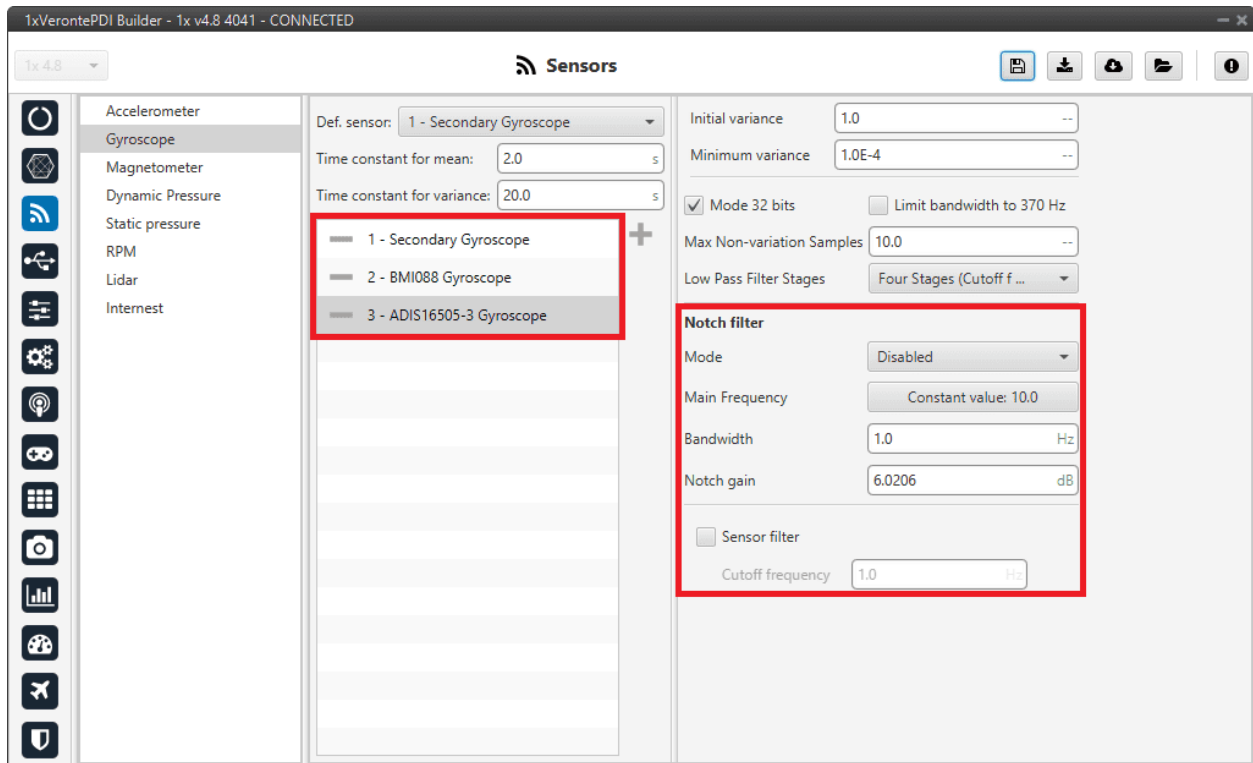 1xVerontePDI Builder - 1x v4.8 4041 - CONNECTED
1x 4.8
Sensors
Accelerometer
Gyroscope
Magnetometer
Dynamic Pressure
Static pressure
RPM
Lidar
Internest
Def. sensor: 1 - Secondary Gyroscope
Time constant for mean: 2.0 s
Time constant for variance: 20.0 s
1 - Secondary Gyroscope
2 - BMI088 Gyroscope
3 - ADIS16505-3 Gyroscope
Initial variance 1.0 --
Minimum variance 1.0E-4 --
Mode 32 bits Limit bandwidth to 370 Hz
Max Non-variation Samples 10.0 --
Low Pass Filter Stages Four Stages (Cutoff f ...
Notch filter
Mode Disabled
Main Frequency Constant value: 10.0
Bandwidth 1.0 Hz
Notch gain 6.0206 dB
Sensor filter
Cutoff frequency 1.0 Hz